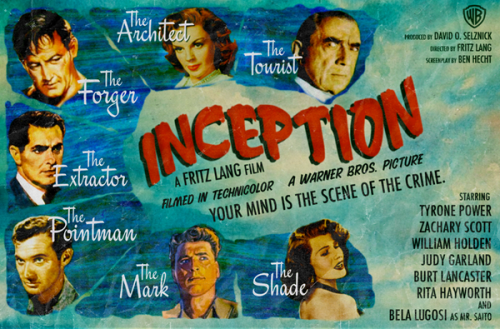 The Architect
The Tourist
The Forger
The Extractor
The Pointman
The Mark
The Shade
WB
PRODUCED BY DAVID O. SELZNICK
DIRECTED BY FRITZ LANG
SCREENPLAY BY BEN HECHT
INCEPTION
A FRITZ LANG FILM
FILMED IN TECHNICOLOR A WARNER BROS. PICTURE
YOUR MIND IS THE SCENE OF THE CRIME.
STARRING
TYRONE POWER
ZACHARY SCOTT
WILLIAM HOLDEN
JUDY GARLAND
BURT LANCASTER
RITA HAYWORTH
AND
BELA LUGOSI AS MR. SAITO